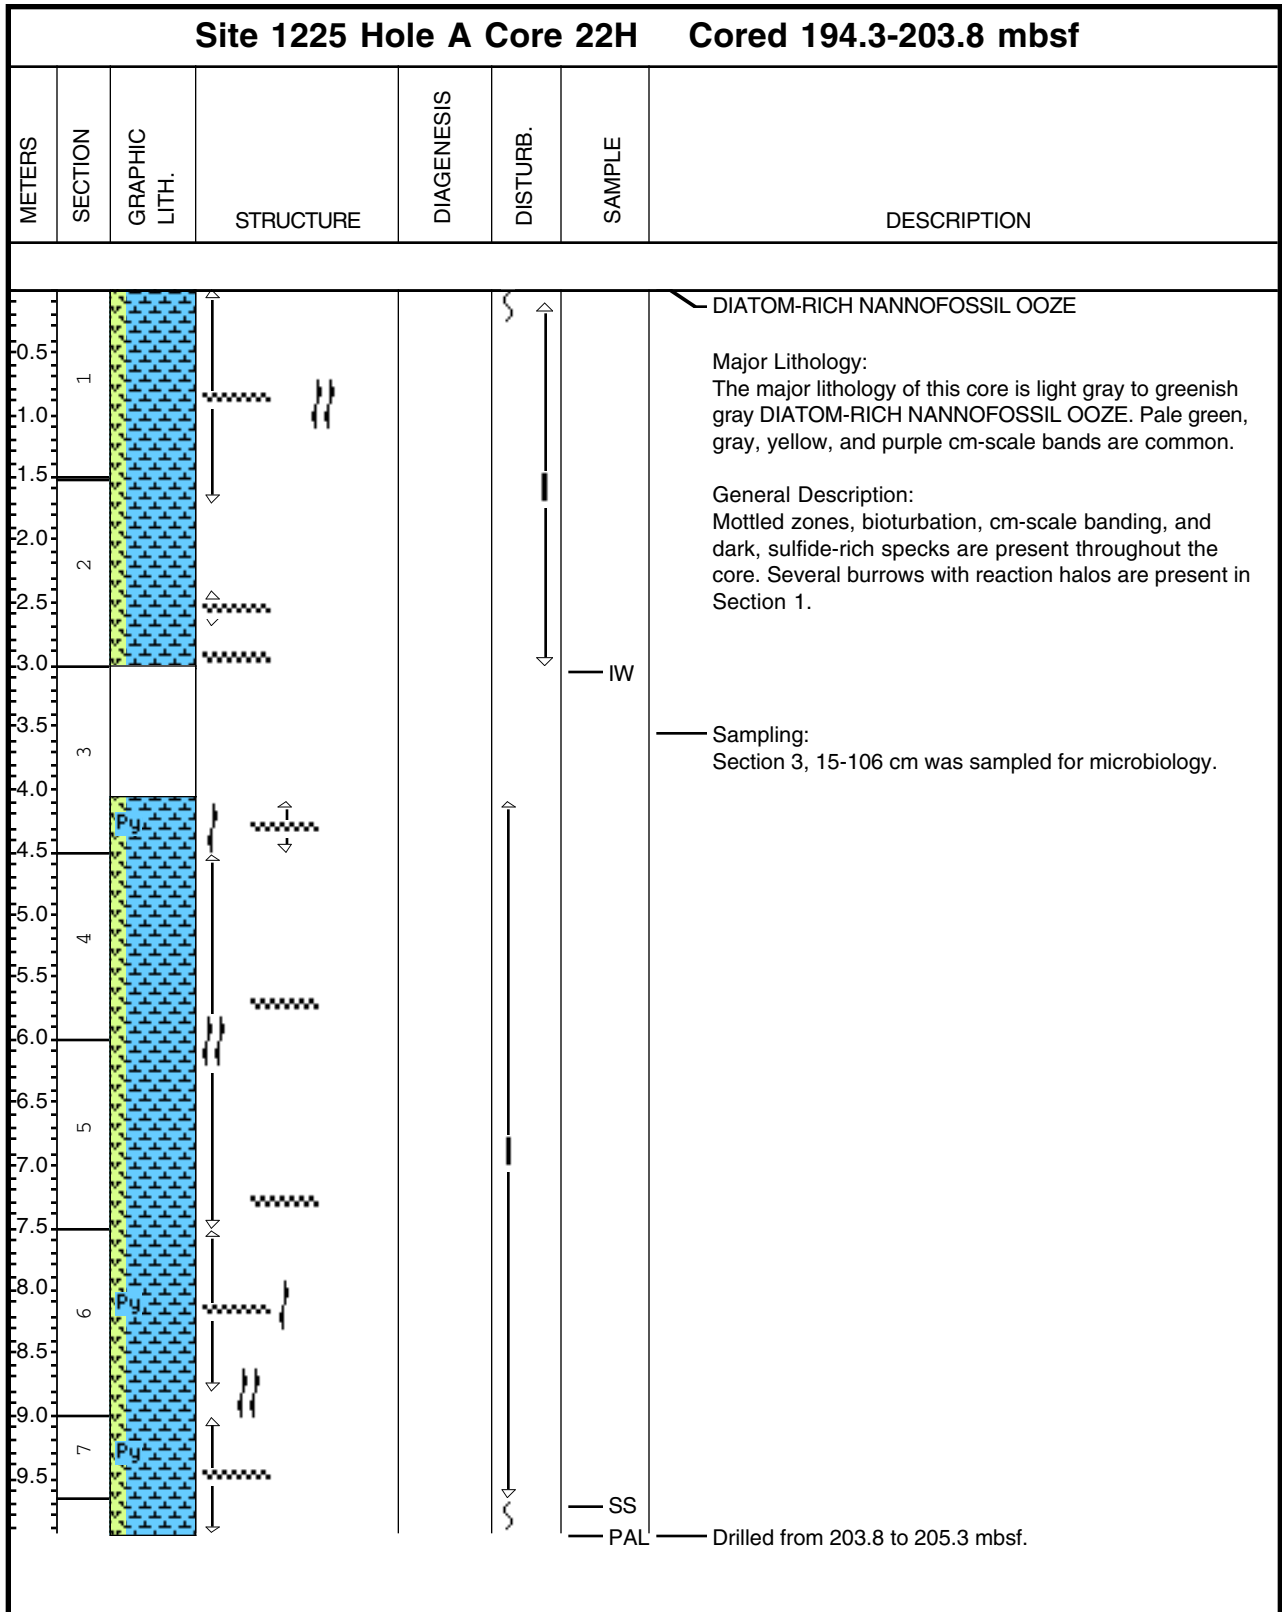 Site 1225 Hole A Core 22H Cored 194.3-203.8 mbsf
METERS
SECTION
GRAPHIC
LITH.
STRUCTURE
DIAGENESIS
DISTURB.
SAMPLE
DESCRIPTION
DIATOM-RICH NANNOFOSSIL OOZE
0.5
Major Lithology:
1
The major lithology of this core is light gray to greenish
1.0
gray DIATOM-RICH NANNOFOSSIL OOZE. Pale green,
gray, yellow, and purple cm-scale bands are common.
1.5
General Description:
Mottled zones, bioturbation, cm-scale banding, and
2.0
dark, sulfide-rich specks are present throughout the
2
core. Several burrows with reaction halos are present in
2.5
Section 1.
3.0
IW
3.5
Sampling:
3
Section 3, 15-106 cm was sampled for microbiology.
4.0
Py
4.5
5.0
4
5.5
6.0
6.5
5
7.0
7.5
8.0
Py
6
8.5
9.0
7
Py
9.5
SS
PAL
Drilled from 203.8 to 205.3 mbsf.